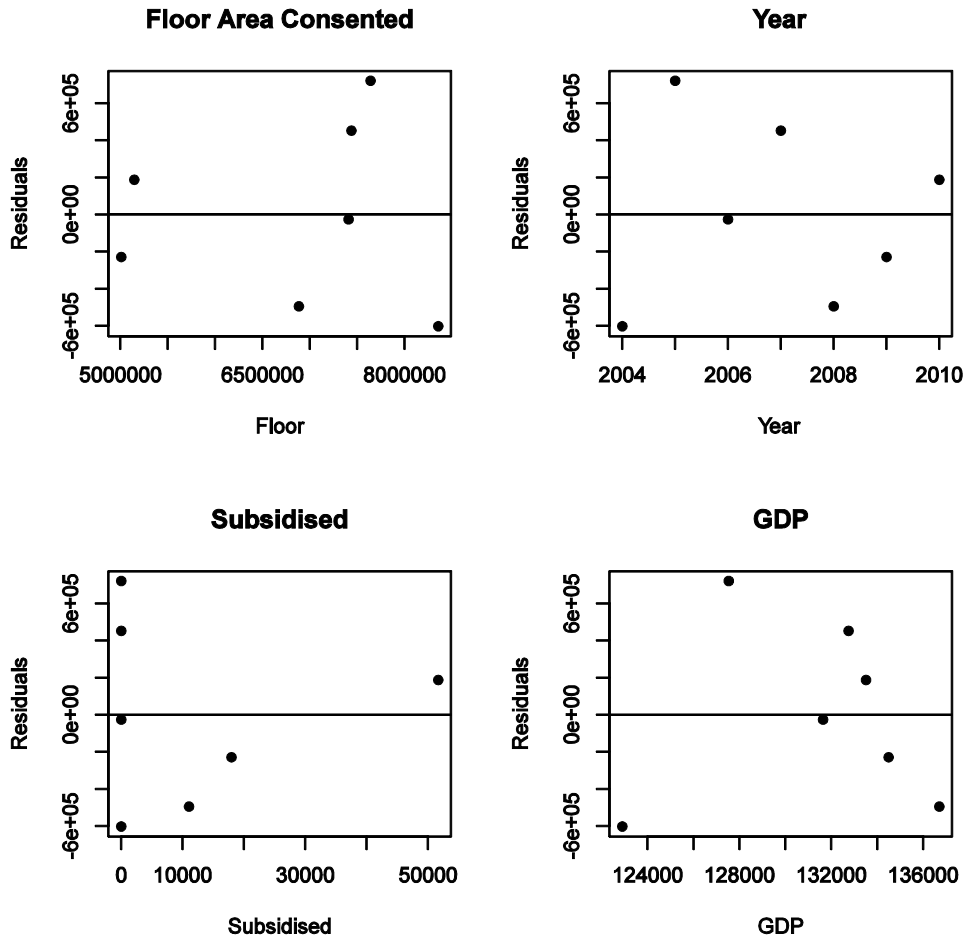 Floor Area Consented
Residuals
6e+05
0e+00
-6e+05
5000000 6500000 8000000
Floor
Year
Residuals
6e+05
0e+00
-6e+05
2004 2006 2008 2010
Year
Subsidised
Residuals
6e+05
0e+00
-6e+05
0 10000 30000 50000
Subsidised
GDP
Residuals
6e+05
0e+00
-6e+05
124000 128000 132000 136000
GDP